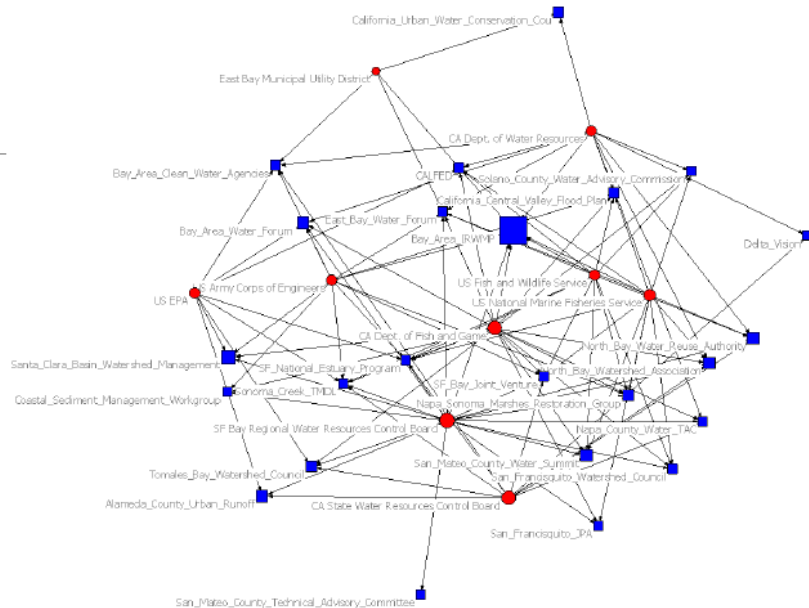 California_Urban_Water_Conservation_Cou
East Bay Municipal Utility District
CA Dept. of Water Resources
Bay_Area_Clean_Water_Agencies
CALFED
Solano_County_Water_Advisory_Commission
California_Central_Valley_Flood_Plan
East_Bay_Water_Forum
Bay_Area_Water_Forum
Bay_Area_IRWMP
Delta_Vision
US Fish and Wildlife Service
US Army Corps of Engineers
US EPA
US National Marine Fisheries Service
CA Dept. of Fish and Game
North_Bay_Water_Reuse_Authority
Santa_Clara_Basin_Watershed_Management
SF_National_Estuary_Program
North_Bay_Watershed_Association
SF_Bay_Joint_Venture
Sonoma_Creek_TMDL
Coastal_Sediment_Management_Workgroup
Napa_Sonoma_Marshes_Restoration_Group
SF Bay Regional Water Resources Control Board
Napa_County_Water_TAC
San_Mateo_County_Water_Summit
Tomales_Bay_Watershed_Council
San_Francisquito_Watershed_Council
Alameda_County_Urban_Runoff
CA State Water Resources Control Board
San_Francisquito_JPA
San_Mateo_County_Technical_Advisory_Committee